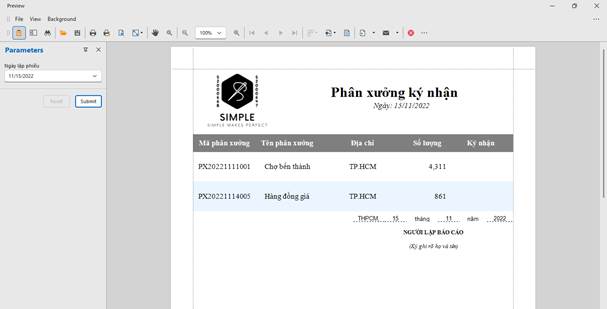 Preview
File View Background
100%
Parameters
Ngày lập phiếu
11/15/2022
Reset Submit
SIMPLE
SIMPLE MAKES PERFECT
Phân xưởng ký nhận
Ngày: 15/11/2022
Mã phân xưởng Tên phân xưởng Địa chỉ Số lượng Ký nhận
PX20221111001 Chợ bến thành TP.HCM 4,311
PX20221114005 Hàng đồng giá TP.HCM 861
THPCM 15 tháng 11 năm 2022
NGƯỜI LẬP BÁO CÁO
(Ký ghi rõ họ và tên)